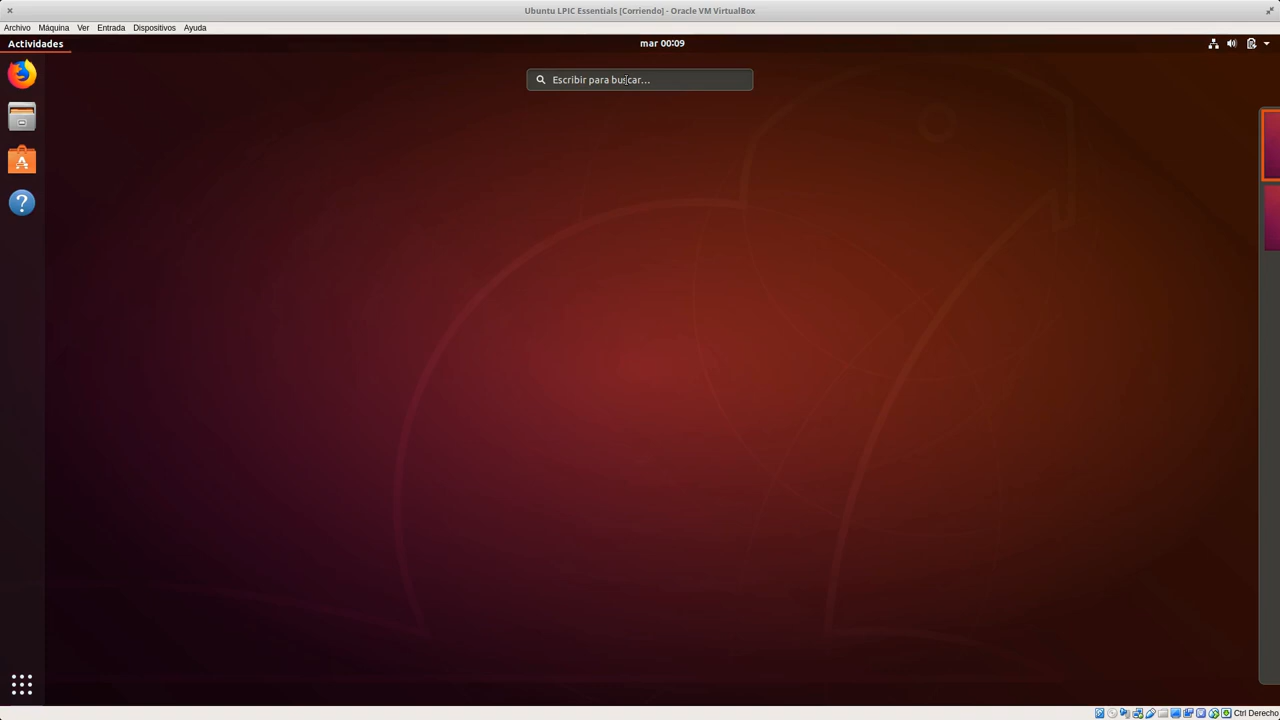 Ubuntu LPIC Essentials [Corriendo] - Oracle VM VirtualBox
Archivo Máquina Ver Entrada Dispositivos Ayuda
Actividades mar 00:09
Escribir para buscar...
Ctrl Derecho